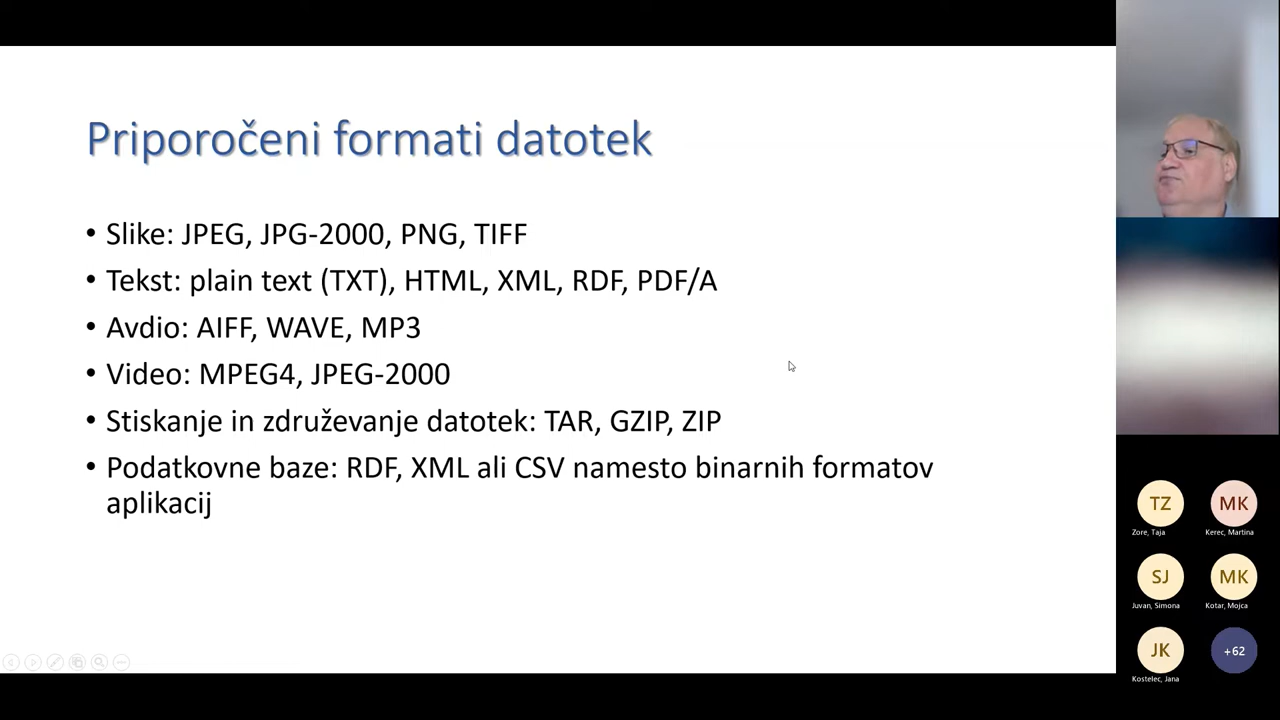 Priporočeni formati datotek
• Slike: JPEG, JPG-2000, PNG, TIFF
• Tekst: plain text (TXT), HTML, XML, RDF, PDF/A
• Avdio: AIFF, WAVE, MP3
• Video: MPEG4, JPEG-2000
• Stiskanje in združevanje datotek: TAR, GZIP, ZIP
• Podatkovne baze: RDF, XML ali CSV namesto binarnih formatov
aplikacij
TZ
Zore, Taja
MK
Kerec, Martina
SJ
Juvan, Simona
MK
Kotar, Mojca
JK
Kostelec, Jana
+62